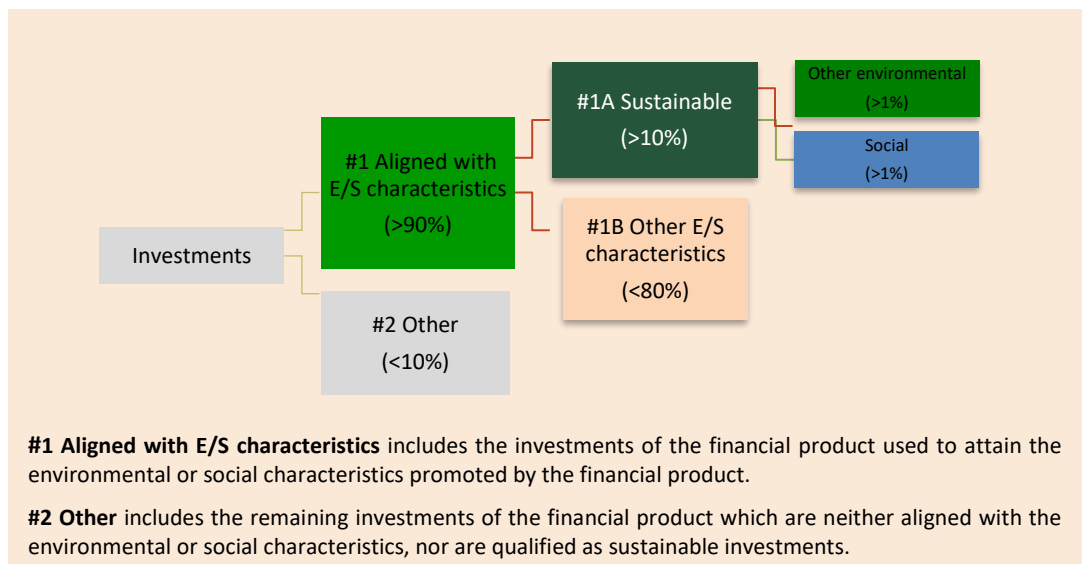 Investments
#1 Aligned with
E/S characteristics
(>90%)
#2 Other
(<10%)
#1A Sustainable
(>10%)
#1B Other E/S
characteristics
(<80%)
Other environmental
(>1%)
Social
(>1%)
#1 Aligned with E/S characteristics includes the investments of the financial product used to attain the
environmental or social characteristics promoted by the financial product.
#2 Other includes the remaining investments of the financial product which are neither aligned with the
environmental or social characteristics, nor are qualified as sustainable investments.